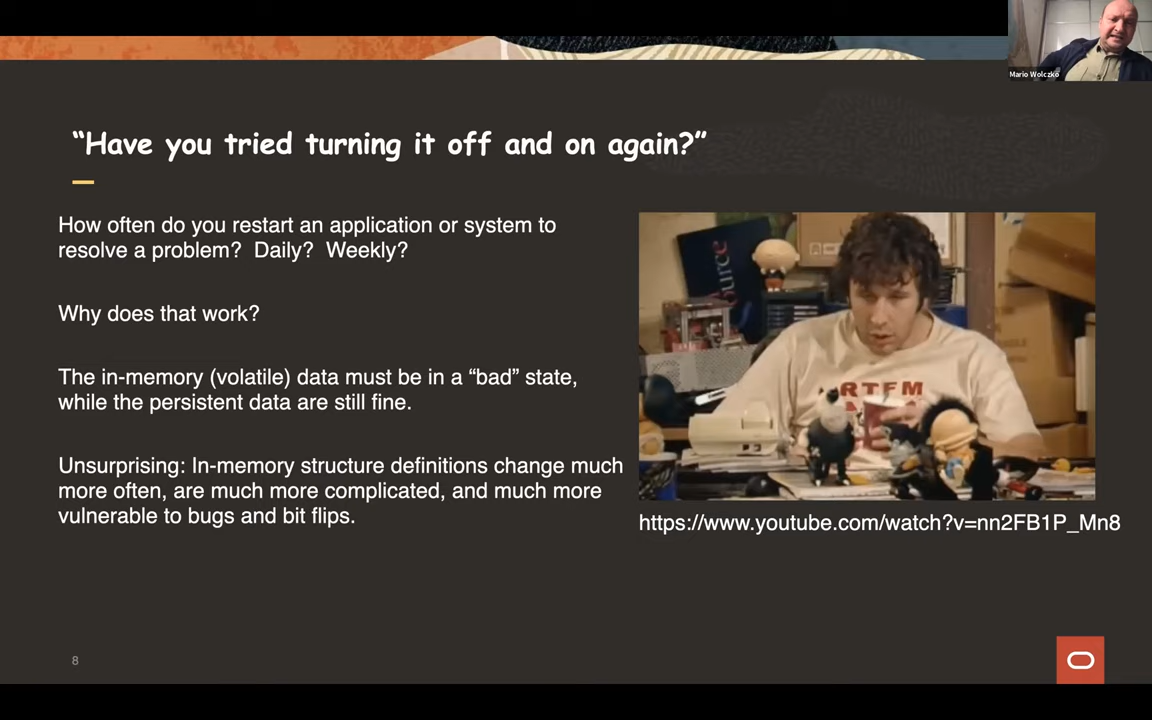 Mario Wolczko
“Have you tried turning it off and on again?”
How often do you restart an application or system to
resolve a problem?  Daily?  Weekly?
Why does that work?
The in-memory (volatile) data must be in a “bad” state,
while the persistent data are still fine.
Unsurprising: In-memory structure definitions change much
more often, are much more complicated, and much more
vulnerable to bugs and bit flips.
RTFM
https://www.youtube.com/watch?v=nn2FB1P_Mn8
8